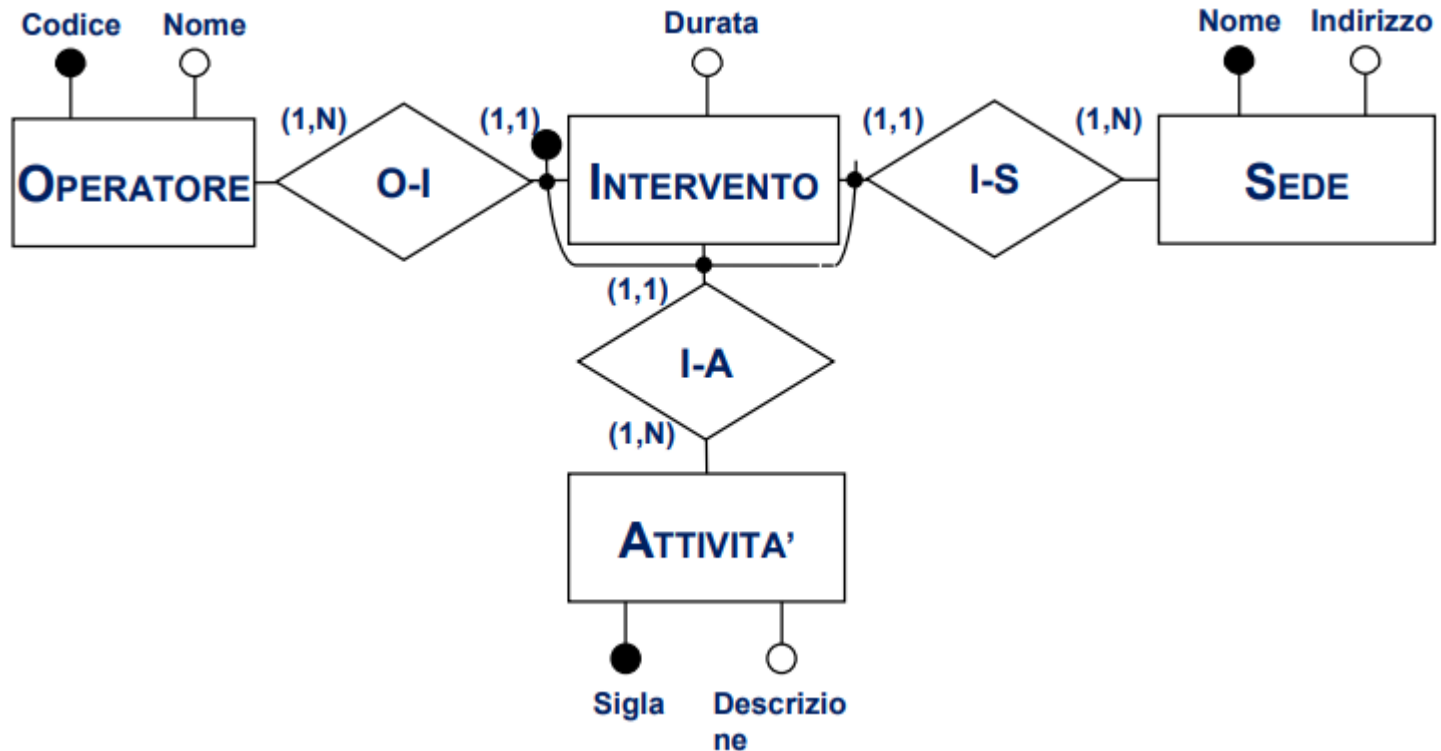 Codice Nome Durata Nome Indirizzo
(1,N) (1,1) (1,1) (1,N)
OPERATORE O-I INTERVENTO I-S SEDE
(1,1)
I-A
(1,N)
ATTIVITA’
Sigla Descrizio
ne